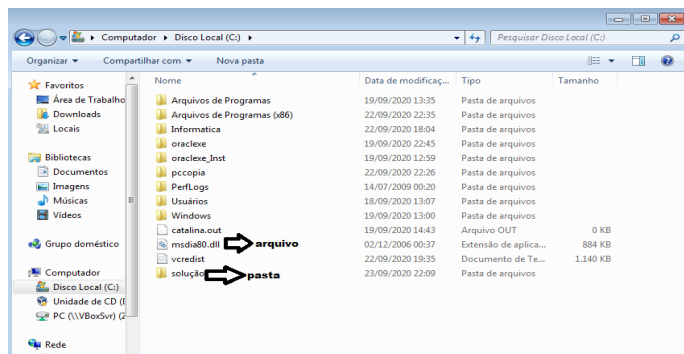 Computador Disco Local (C:) Pesquisar Disco Local (C:)
Organizar Compartilhar com Nova pasta
Favoritos
Área de Trabalho
Downloads
Locais
Bibliotecas
Documentos
Imagens
Músicas
Vídeos
Grupo doméstico
Computador
Disco Local (C:)
Unidade de CD (
PC (\\VBoxSvr) (
Rede
Nome Data de modificaç... Tipo Tamanho
Arquivos de Programas 19/09/2020 13:35 Pasta de arquivos
Arquivos de Programas (x86) 22/09/2020 22:35 Pasta de arquivos
Informatica 22/09/2020 18:04 Pasta de arquivos
oraclexe 19/09/2020 22:45 Pasta de arquivos
oraclexe_Inst 19/09/2020 12:59 Pasta de arquivos
pccopia 22/09/2020 22:26 Pasta de arquivos
PerfLogs 14/07/2009 00:20 Pasta de arquivos
Usuários 18/09/2020 13:07 Pasta de arquivos
Windows 19/09/2020 13:00 Pasta de arquivos
catalina.out 19/09/2020 14:43 Arquivo OUT 0 KB
msdia80.dll arquivo 02/12/2006 00:37 Extensão de aplica... 884 KB
vcredist 22/09/2020 19:35 Documento de Te... 1.140 KB
solução pasta 23/09/2020 22:09 Pasta de arquivos